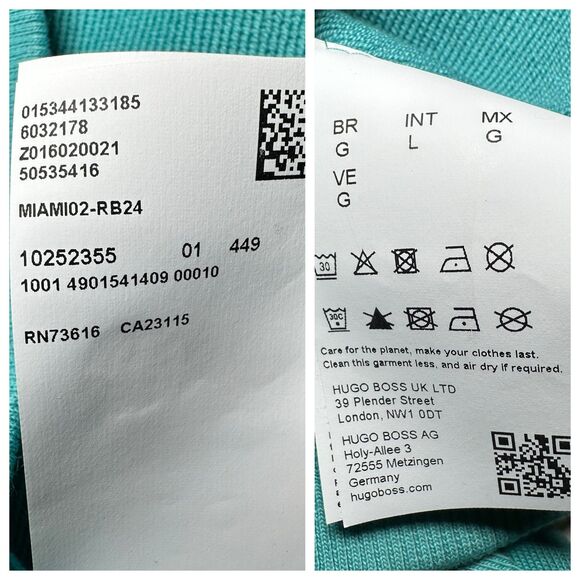 015344133185
6032178
Z016020021
50535416
MIAMI02-RB24
10252355 01 449
1001 4901541409 00010
RN73616 CA23115
BR INT MX
G L G
VE
G
30
30C
Care for the planet, make your clothes last.
Clean this garment less, and air dry if required.
HUGO BOSS UK LTD
39 Plender Street
London, NW1 0DT
HUGO BOSS AG
Holy-Allee 3
72555 Metzingen
Germany
hugoboss.com